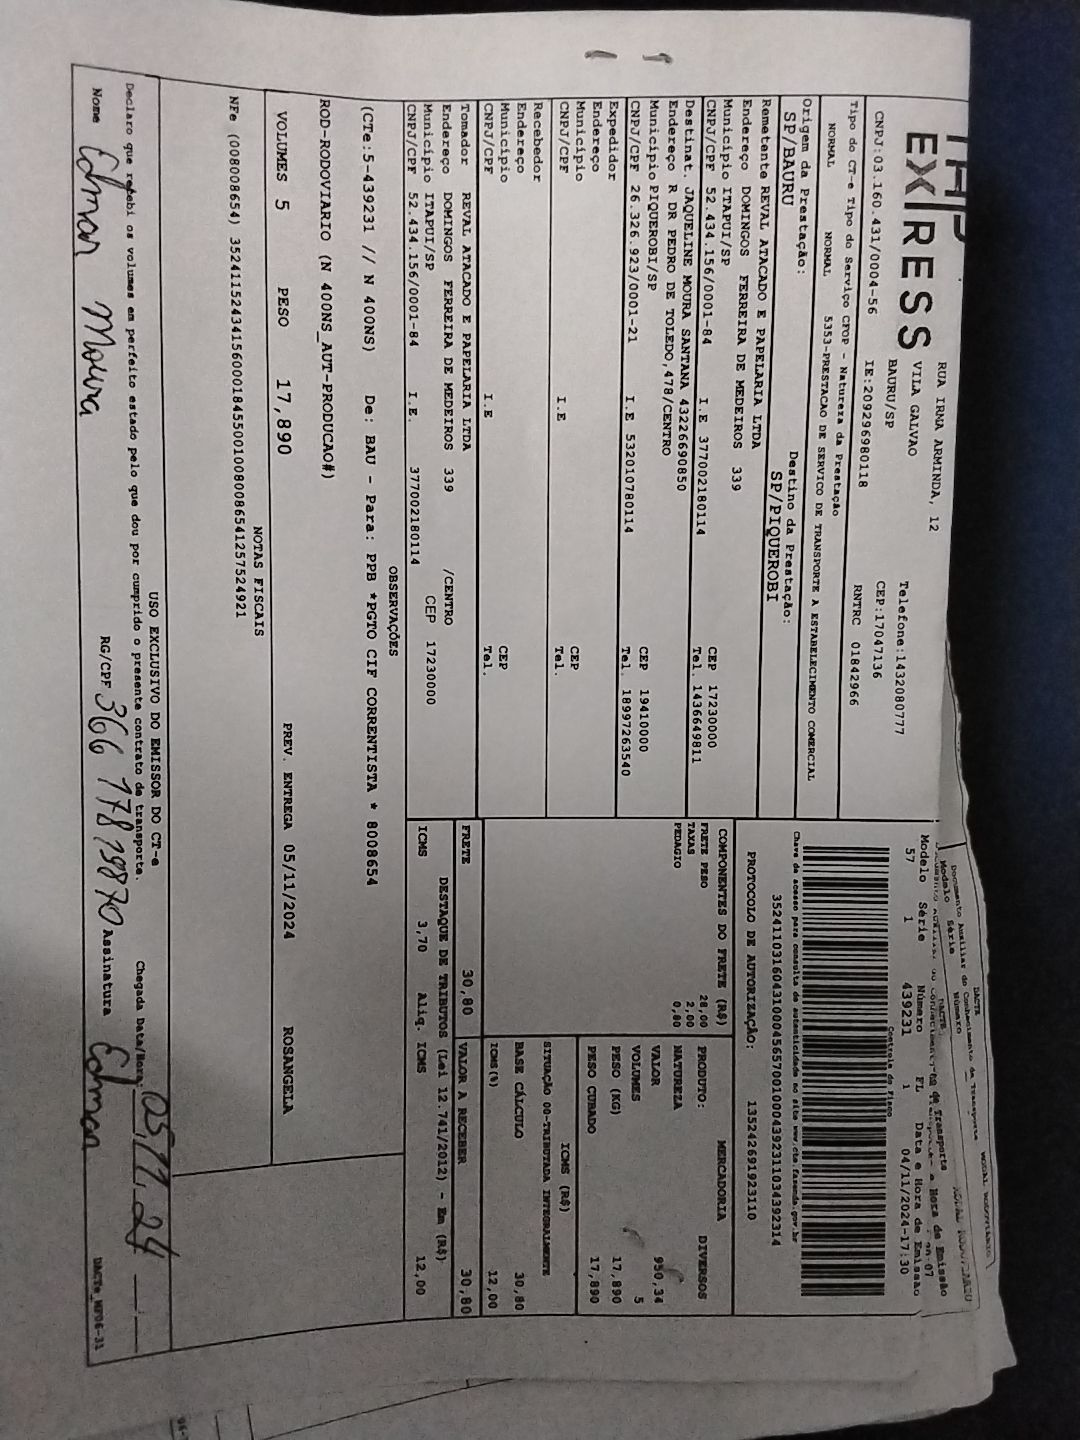 EXPRESS
RUA IRMA ARMINDA, 12
VILA GALVAO
BAURU/SP
Telefone:1432080777
CEP:17047136
CNPJ:03.160.431/0004-56 IE:209296980118 RNTRC 01842966
Tipo do CT-e Tipo do Serviço CFOP - Natureza da Prestação
NORMAL NORMAL 5353-PRESTACAO DE SERVICO DE TRANSPORTE A ESTABELECIMENTO COMERCIAL
Origem da Prestação: Destino da Prestação:
SP/BAURU SP/PIQUEROBI
Remetente REVAL ATACADO E PAPELARIA LTDA
Endereço DOMINGOS FERREIRA DE MEDEIROS 339
Município ITAPUI/SP CEP 17230000
CNPJ/CPF 52.434.156/0001-84 I.E 377002180114 Tel. 1436649811
Destinat. JAQUELINE MOURA SANTANA 43226690850
Endereço R DR PEDRO DE TOLEDO,478/CENTRO
Município PIQUEROBI/SP CEP 19410000
CNPJ/CPF 26.326.923/0001-21 I.E 532010780114 Tel. 18997263540
Expedidor
Endereço
Município CEP
CNPJ/CPF I.E Tel.
Recebedor
Endereço
Município CEP
CNPJ/CPF I.E Tel.
Tomador REVAL ATACADO E PAPELARIA LTDA
Endereço DOMINGOS FERREIRA DE MEDEIROS 339 /CENTRO
Município ITAPUI/SP CEP 17230000
CNPJ/CPF 52.434.156/0001-84 I.E. 377002180114
Documento Auxiliar do Conhecimento de Transporte
DACTE
Modelo Série Número FL Data e Hora de Emissão
57 1 439231 1 04/11/2024-17:30
Controle do Fisco
Chave de acesso para consulta de autenticidade no site www.cte.fazenda.gov.br
35241103160431000456570010004392311034392314
PROTOCOLO DE AUTORIZAÇÃO: 135242691923110
COMPONENTES DO FRETE (R$)
FRETE PESO 28,00
TAXAS 2,00
PEDAGIO 0,80
PRODUTO: MERCADORIA DIVERSOS
NATUREZA
VALOR 950,34
VOLUMES 5
PESO (KG) 17,890
PESO CUBADO 17,890
ICMS (R$)
SITUAÇÃO 00-TRIBUTADA INTEGRALMENTE
BASE CÁLCULO 30,80
ICMS(%) 12,00
FRETE 30,80 VALOR A RECEBER 30,80
DESTAQUE DE TRIBUTOS (Lei 12.741/2012) - Em (R$)
ICMS 3,70 Aliq. ICMS 12,00
OBSERVAÇÕES
(CTe:5-439231 // N 400NS) De: BAU - Para: PPB *PGTO CIF CORRENTISTA * 8008654
ROD-RODOVIARIO (N 400NS_AUT-PRODUCAO#)
VOLUMES 5 PESO 17,890 PREV. ENTREGA 05/11/2024 ROSANGELA
NOTAS FISCAIS
NFe (008008654) 35241152434156000184550010080086541257524921
USO EXCLUSIVO DO EMISSOR DO CT-e
Declaro que recebi os volumes em perfeito estado pelo que dou por cumprido o presente contrato de transporte. Chegada Data/Hora: 05/11/24
Nome Edmar Moura RG/CPF 366 178 19870 Assinatura Edmar
DACTe_MP06-31